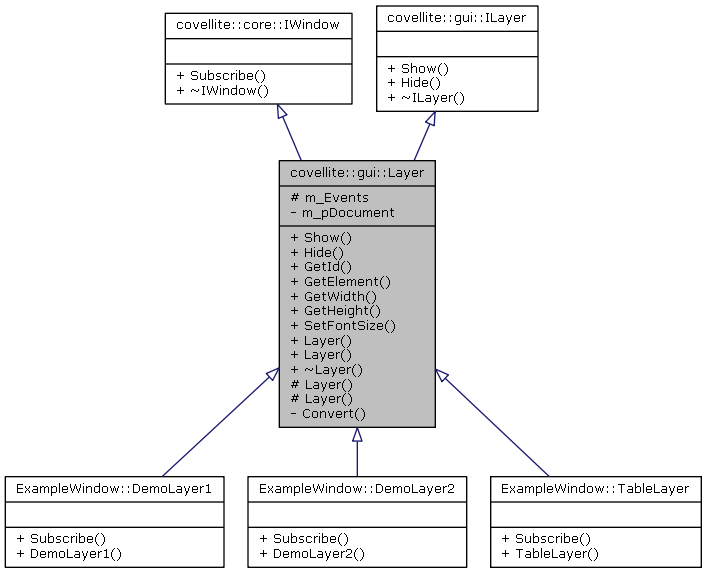 covellite::core::IWindow
+ Subscribe()
+ ~IWindow()
covellite::gui::ILayer
+ Show()
+ Hide()
+ ~ILayer()
covellite::gui::Layer
# m_Events
- m_pDocument
+ Show()
+ Hide()
+ GetId()
+ GetElement()
+ GetWidth()
+ GetHeight()
+ SetFontSize()
+ Layer()
+ Layer()
+ ~Layer()
# Layer()
# Layer()
- Convert()
ExampleWindow::DemoLayer1
+ Subscribe()
+ DemoLayer1()
ExampleWindow::DemoLayer2
+ Subscribe()
+ DemoLayer2()
ExampleWindow::TableLayer
+ Subscribe()
+ TableLayer()